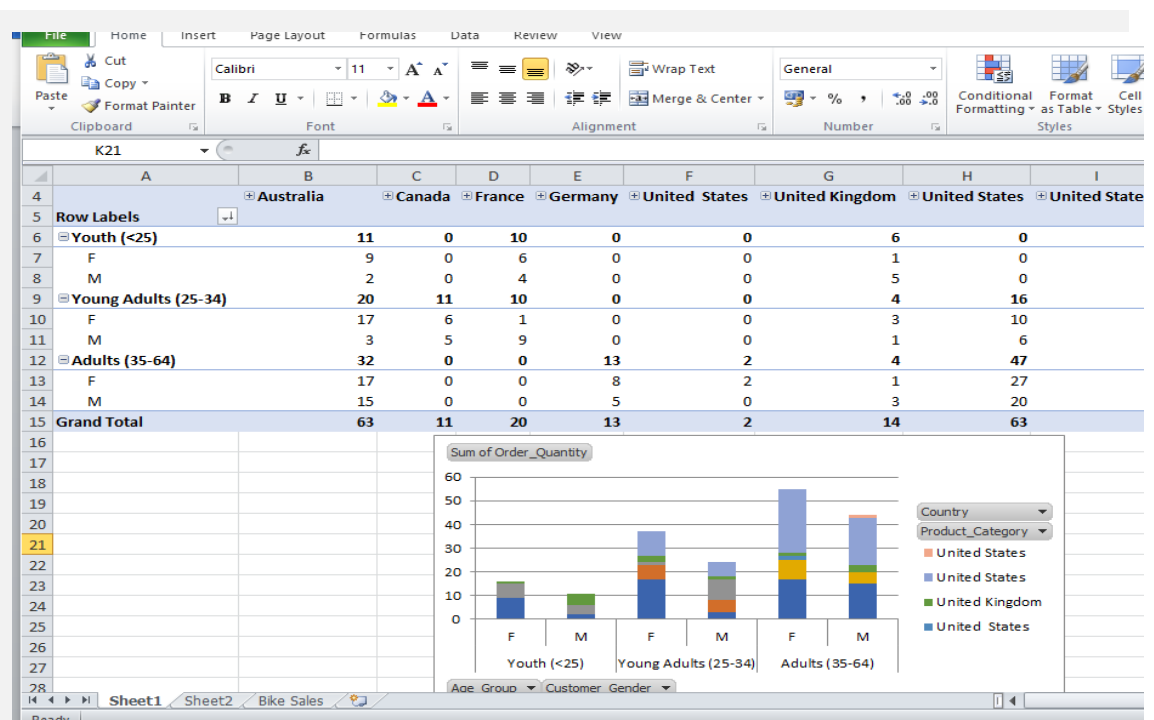 File Home Insert Page Layout Formulas Data Review View
Cut
Copy
Format Painter
Paste
Calibri 11 A A
B I U A
Wrap Text
Merge & Center
General
% , .00 .0
Conditional Formatting
Format as Table
Cell Styles
Clipboard Font Alignment Number Styles
K21 fx
A B C D E F G H I
4 Australia Canada France Germany United  States United Kingdom United States United State
5 Row Labels
6 Youth (<25) 11 0 10 0 0 6 0
7 F 9 0 6 0 0 1 0
8 M 2 0 4 0 0 5 0
9 Young Adults (25-34) 20 11 10 0 0 4 16
10 F 17 6 1 0 0 3 10
11 M 3 5 9 0 0 1 6
12 Adults (35-64) 32 0 0 13 2 4 47
13 F 17 0 0 8 2 1 27
14 M 15 0 0 5 0 3 20
15 Grand Total 63 11 20 13 2 14 63
16
17
18
19
20
21
22
23
24
25
26
27
28
Sum of Order_Quantity
60
50
40
30
20
10
0
F M F M F M
Youth (<25) Young Adults (25-34) Adults (35-64)
Country
Product_Category
United States
United States
United Kingdom
United  States
Age_Group Customer_Gender
Sheet1 Sheet2 Bike Sales
Ready